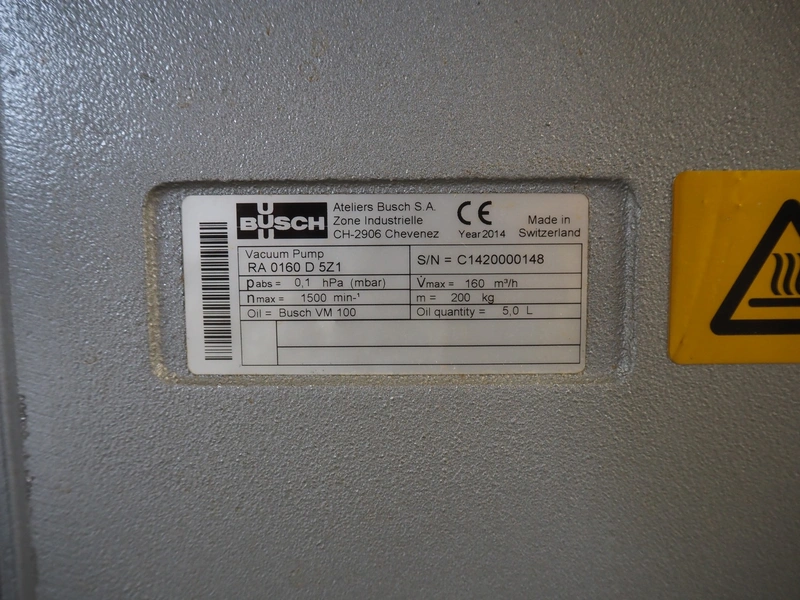 BUSCH
Ateliers Busch S.A.
Zone Industrielle
CH-2906 Chevenez
CE
Year 2014
Made in
Switzerland
Vacuum Pump
RA 0160 D 5Z1
S/N = C1420000148
p abs = 0,1 hPa (mbar)
V̇max = 160 m³/h
n max = 1500 min-¹
m = 200 kg
Oil = Busch VM 100
Oil quantity = 5,0 L